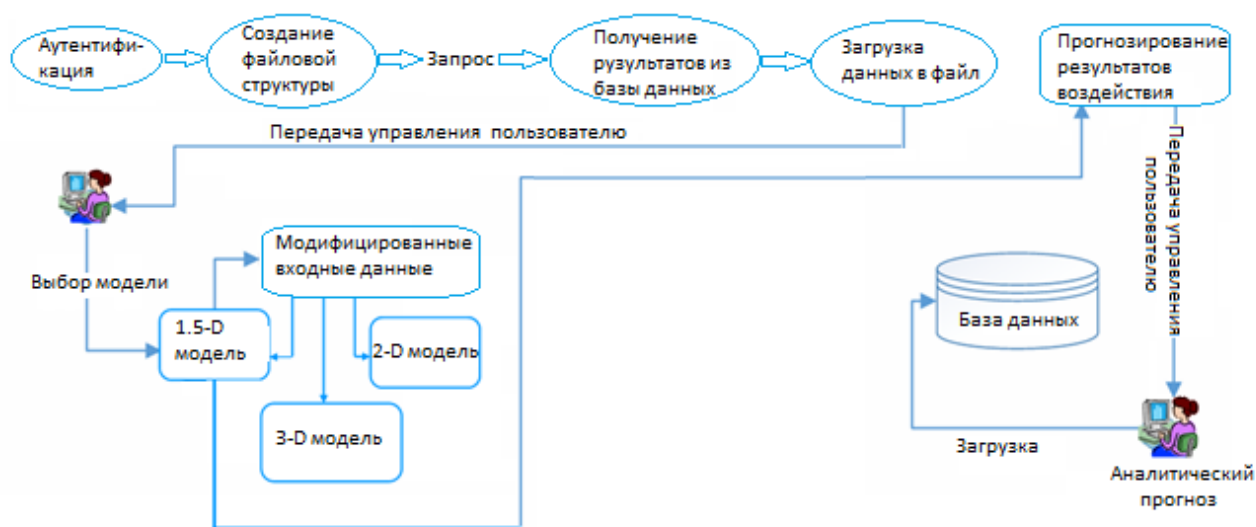 Аутентифи-
кация
Создание
файловой
структуры
Запрос
Получение
рузультатов из
базы данных
Загрузка
данных в файл
Прогнозирование
результатов
воздействия
Передача управления пользователю
Передача управления
пользователю
Выбор модели
Модифицированные
входные данные
1.5-D
модель
2-D модель
3-D модель
База данных
Загрузка
Аналитический
прогноз